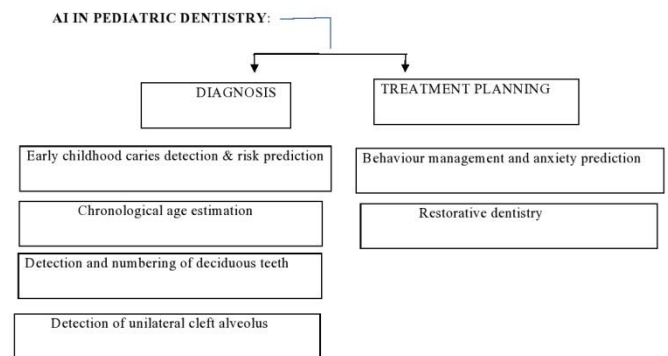 AI IN PEDIATRIC DENTISTRY:
DIAGNOSIS
TREATMENT PLANNING
Early childhood caries detection & risk prediction
Behaviour management and anxiety prediction
Chronological age estimation
Restorative dentistry
Detection and numbering of deciduous teeth
Detection of unilateral cleft alveolus